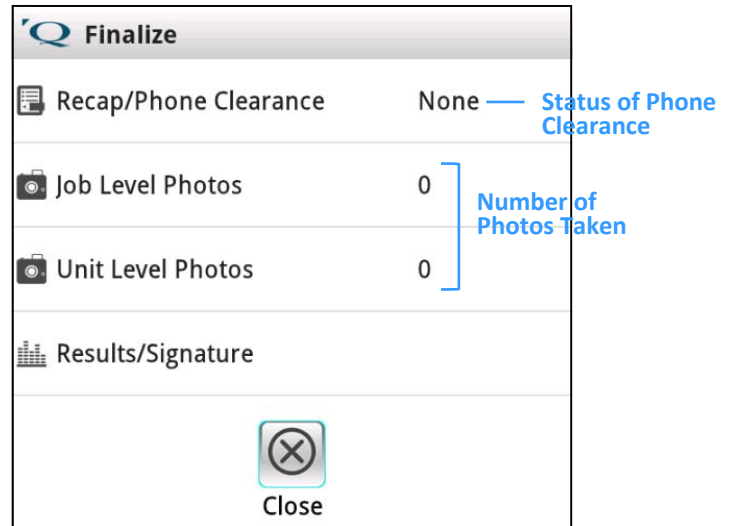 Finalize
Recap/Phone Clearance None
Status of Phone
Clearance
Job Level Photos 0
Number of
Photos Taken
Unit Level Photos 0
Results/Signature
Close